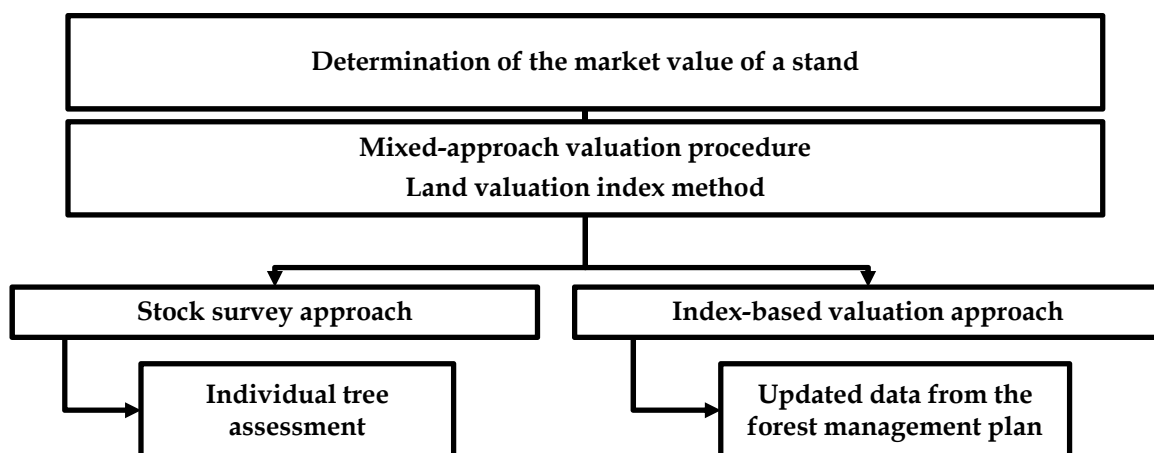 Determination of the market value of a stand
Mixed-approach valuation procedure
Land valuation index method
Stock survey approach
Index-based valuation approach
Individual tree
assessment
Updated data from the
forest management plan